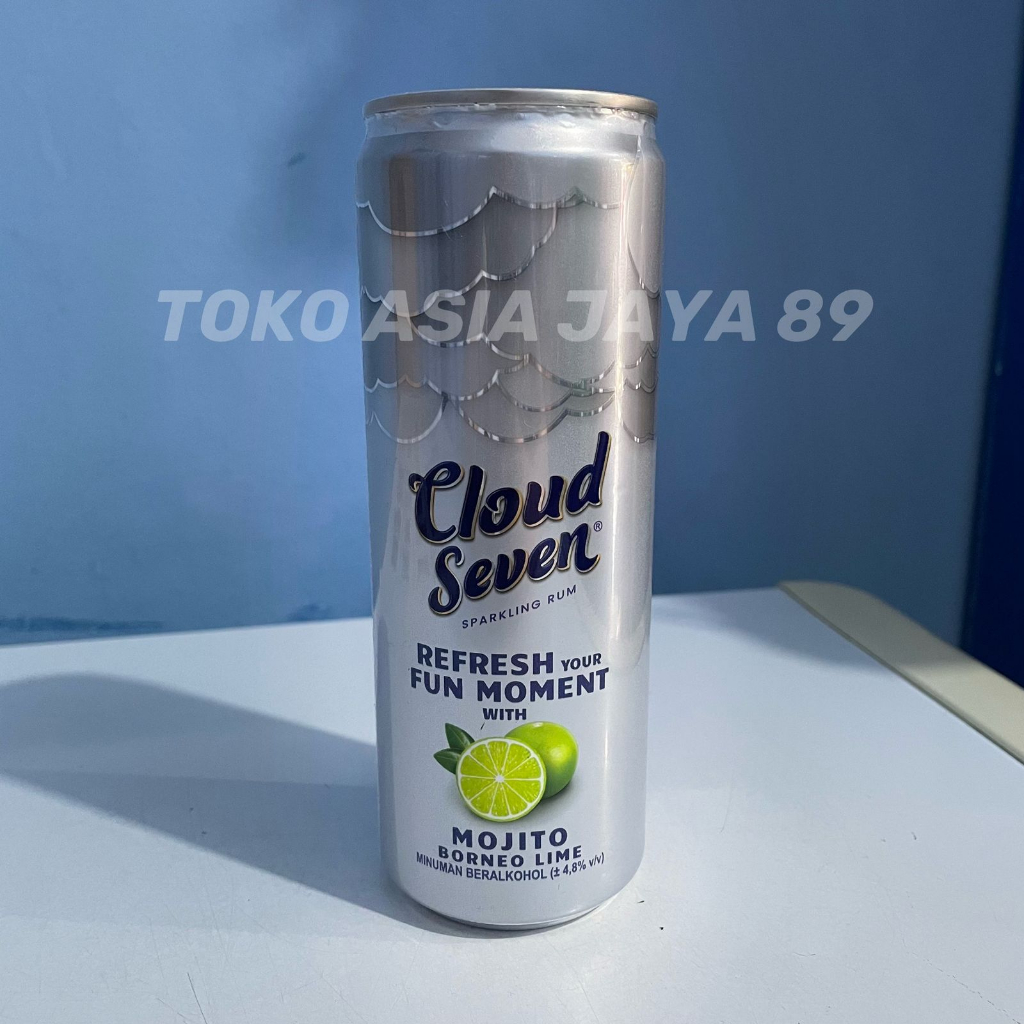 TOKO ASIA JAYA 89
Cloud
Seven®
SPARKLING RUM
REFRESH YOUR
FUN MOMENT
WITH
MOJITO
BORNEO LIME
MINUMAN BERALKOHOL (± 4,8% v/v)